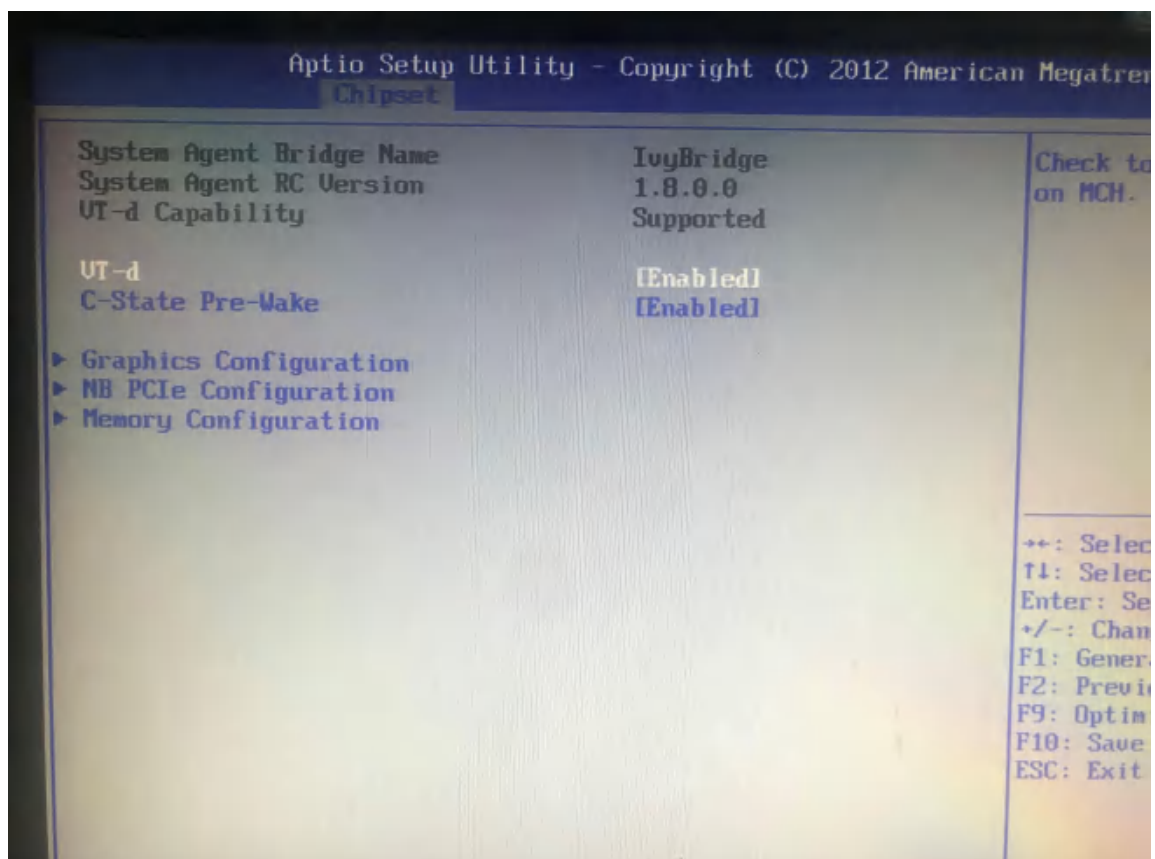 Aptio Setup Utility - Copyright (C) 2012 American
Chipset
System Agent Bridge Name IvyBridge
System Agent RC Version 1.8.0.0
VT-d Capability Supported
VT-d [Enabled]
C-State Pre-Wake [Enabled]
► Graphics Configuration
► NB PCIe Configuration
► Memory Configuration
Check to
on MCH.
→←: Selec
↑↓: Selec
Enter: Se
+/-: Chan
F1: Genera
F2: Previ
F9: Optim
F10: Save
ESC: Exit